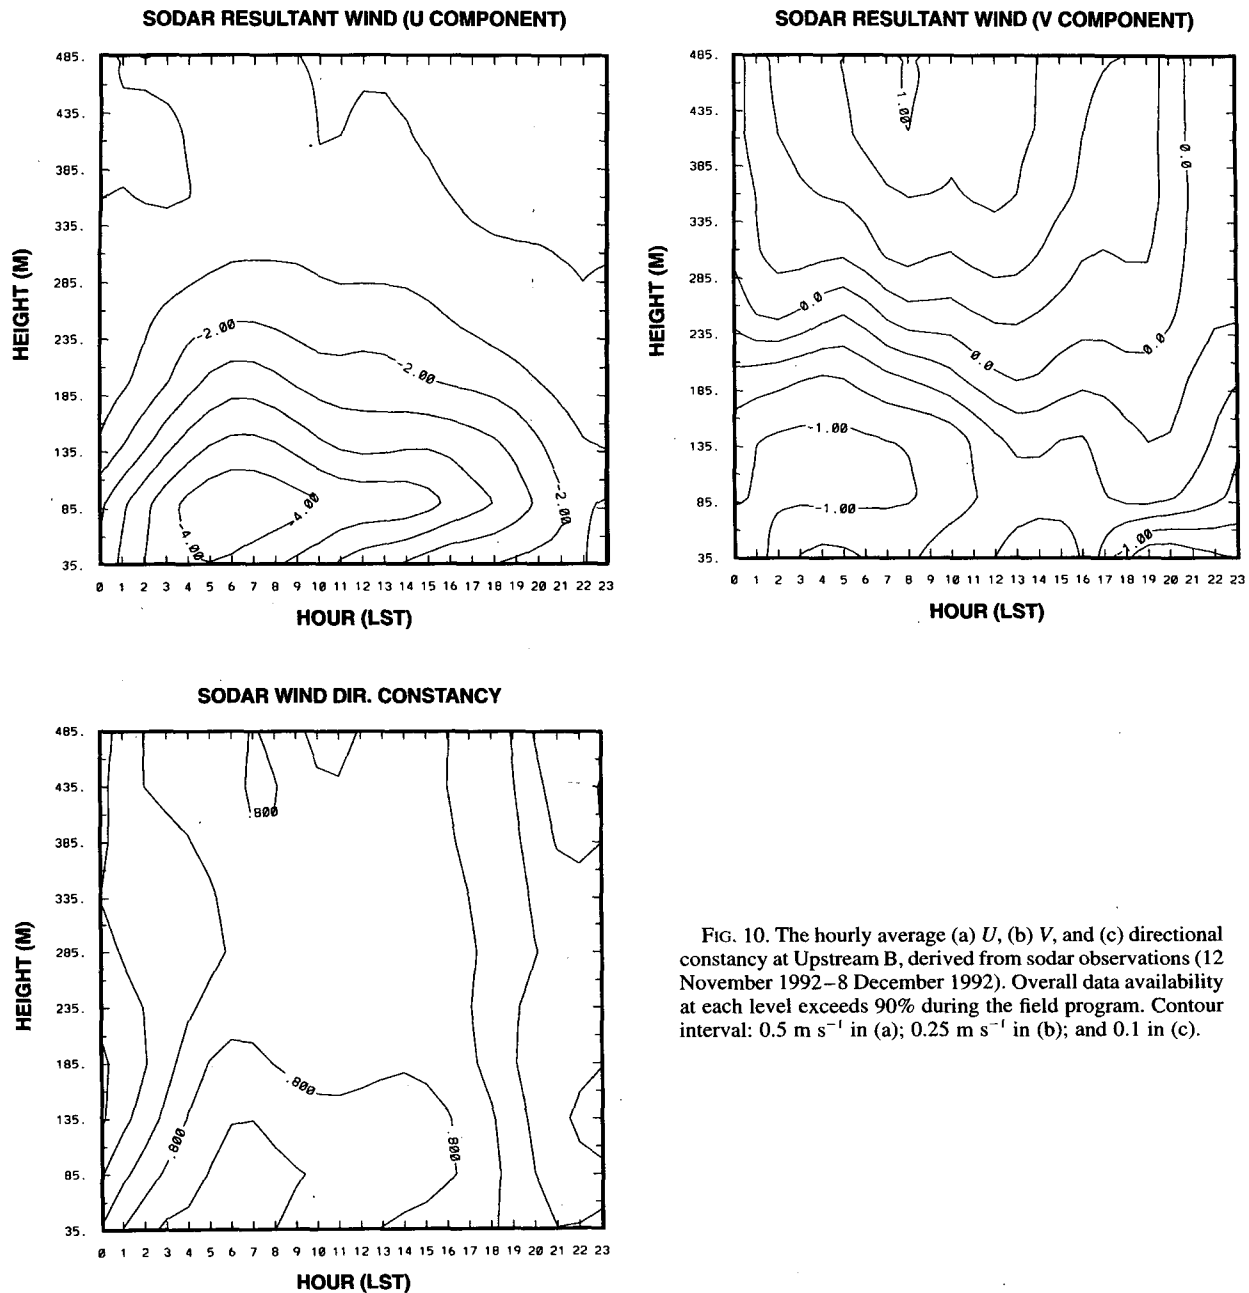 SODAR RESULTANT WIND (U COMPONENT)
485.
435.
385.
335.
285.
235.
185.
135.
85.
35.
HEIGHT (M)
-2.00
-2.00
-2.00
-4.00
-4.00
0 1 2 3 4 5 6 7 8 9 10 11 12 13 14 15 16 17 18 19 20 21 22 23
HOUR (LST)
SODAR RESULTANT WIND (V COMPONENT)
485.
435.
385.
335.
285.
235.
185.
135.
85.
35.
HEIGHT (M)
1.00
0.0
0.0
0.0
0.0
-1.00
-1.00
-1.00
0 1 2 3 4 5 6 7 8 9 10 11 12 13 14 15 16 17 18 19 20 21 22 23
HOUR (LST)
SODAR WIND DIR. CONSTANCY
485.
435.
385.
335.
285.
235.
185.
135.
85.
35.
HEIGHT (M)
.800
.800
.800
.800
0 1 2 3 4 5 6 7 8 9 10 11 12 13 14 15 16 17 18 19 20 21 22 23
HOUR (LST)
FIG. 10. The hourly average (a) U, (b) V, and (c) directional
constancy at Upstream B, derived from sodar observations (12
November 1992–8 December 1992). Overall data availability
at each level exceeds 90% during the field program. Contour
interval: 0.5 m s⁻¹ in (a); 0.25 m s⁻¹ in (b); and 0.1 in (c).